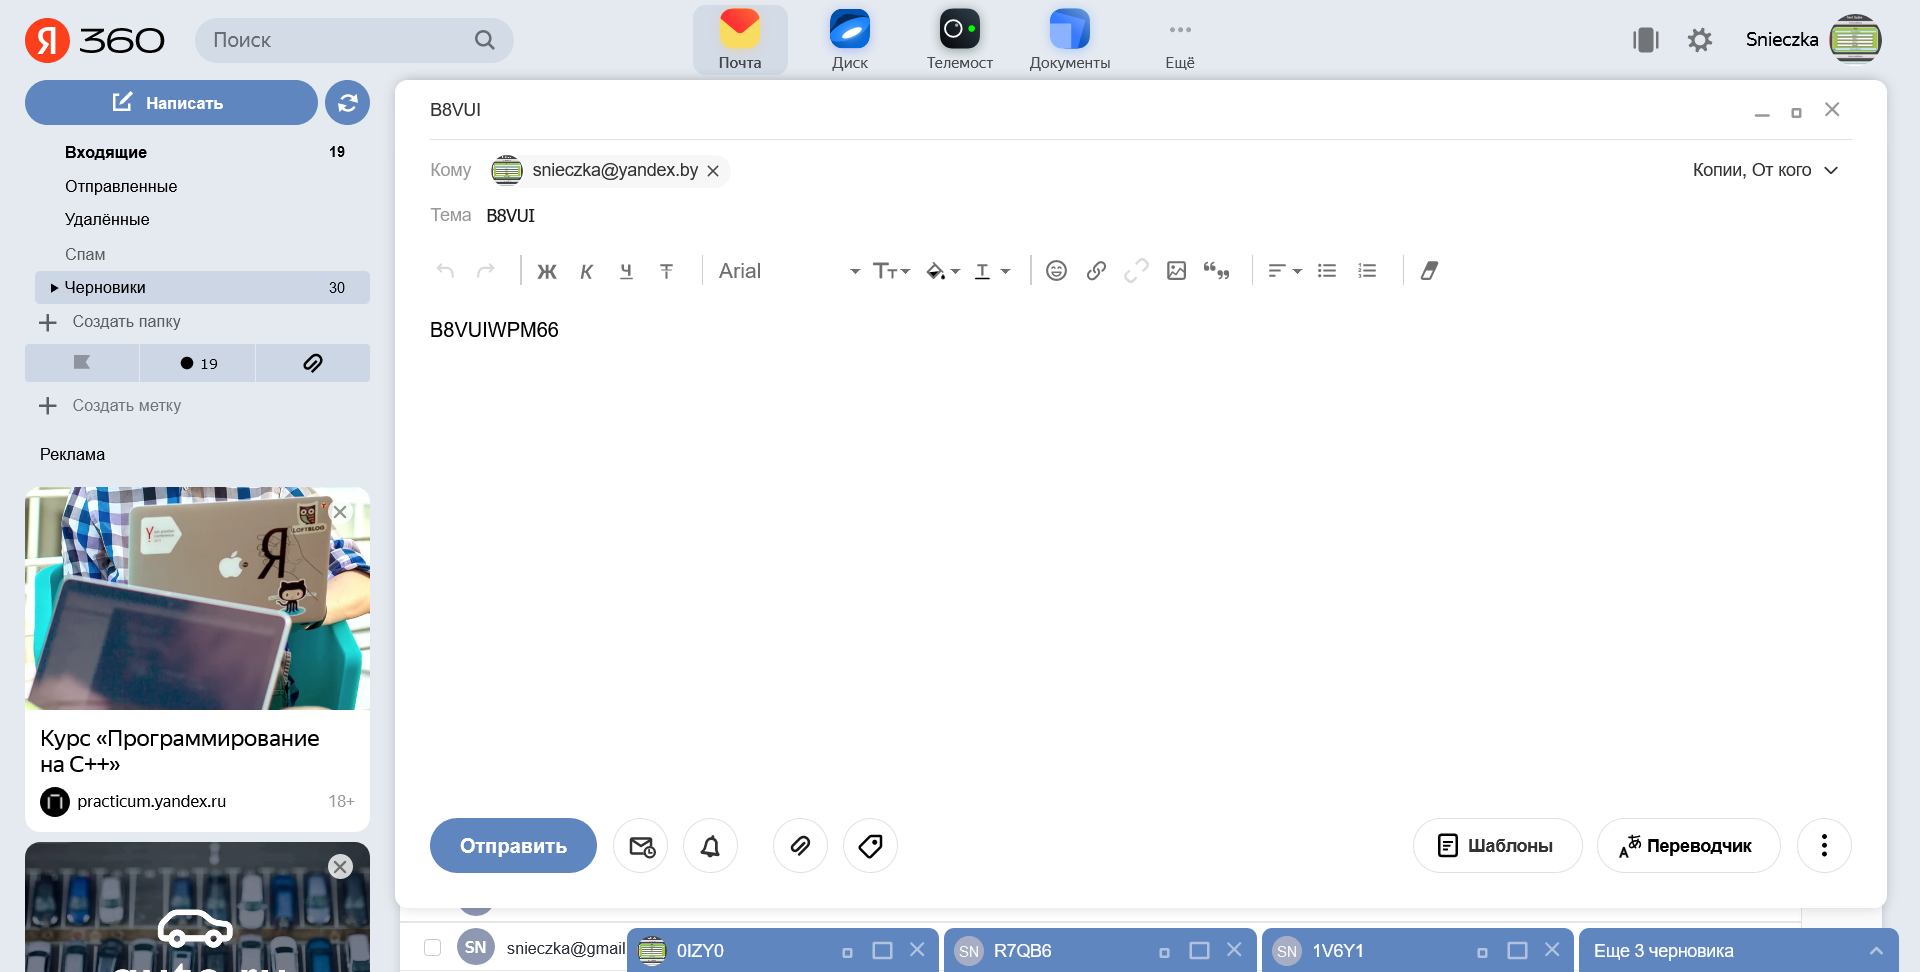 Я 360
Поиск
Почта
Диск
Телемост
Документы
Ещё
Snieczka
Написать
Входящие 19
Отправленные
Удалённые
Спам
Черновики 30
Создать папку
19
Создать метку
Реклама
LOFTBLOG
Я
Курс «Программирование
на C++»
practicum.yandex.ru 18+
B8VUI
Кому snieczka@yandex.by
Копии, От кого
Тема B8VUI
Ж К Ч Т Arial
B8VUIWPM66
Отправить
Шаблоны
Переводчик
SN snieczka@gmail.
0IZY0
SN R7QB6
SN 1V6Y1
Еще 3 черновика